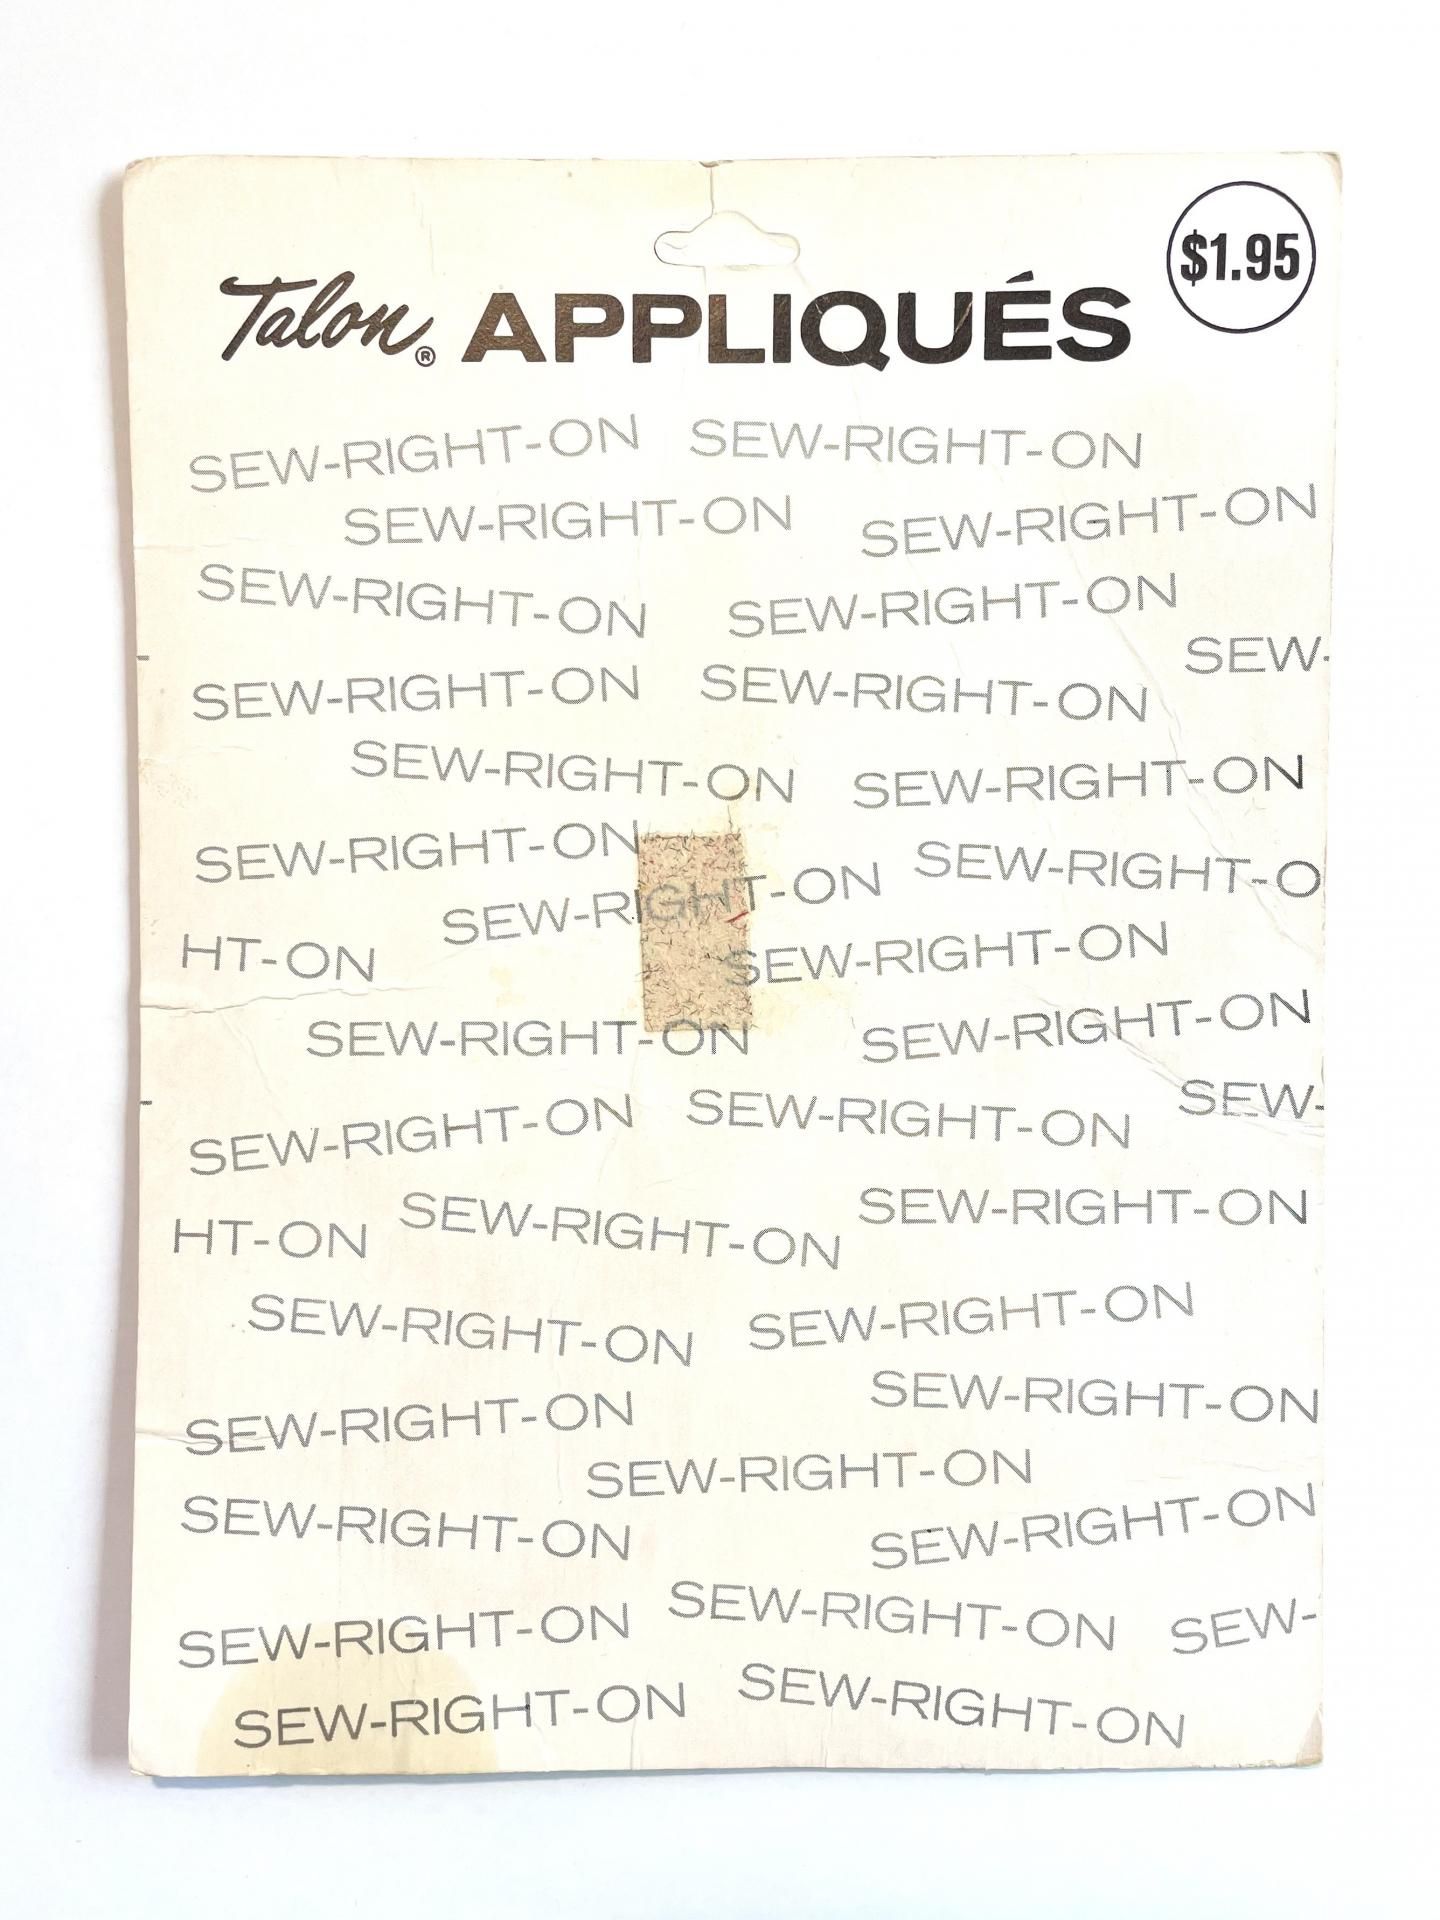 Talon® APPLIQUÉS
$1.95
SEW-RIGHT-ON SEW-RIGHT-ON
SEW-RIGHT-ON SEW-RIGHT-ON
SEW-RIGHT-ON SEW-RIGHT-ON
SEW-
- SEW-RIGHT-ON SEW-RIGHT-ON
SEW-RIGHT-ON SEW-RIGHT-ON
SEW-RIGHT-ON SEW-RIGHT-O
SEW-RIGHT-ON
HT-ON SEW-RIGHT-ON
SEW-RIGHT-ON SEW-RIGHT-ON
- SEW-RIGHT-ON SEW-RIGHT-ON SEW-
HT-ON SEW-RIGHT-ON SEW-RIGHT-ON
SEW-RIGHT-ON SEW-RIGHT-ON
SEW-RIGHT-ON SEW-RIGHT-ON
SEW-RIGHT-ON
SEW-RIGHT-ON SEW-RIGHT-ON
SEW-RIGHT-ON SEW-RIGHT-ON SEW-
SEW-RIGHT-ON SEW-RIGHT-ON